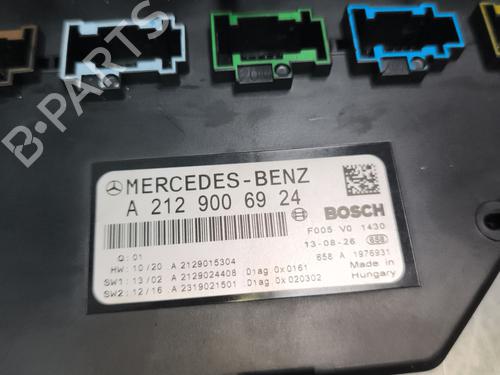 B-PARTS
MERCEDES-BENZ
A 212 900 69 24
BOSCH
F005 V0 1430
13-08-26 658
658 A 1976931
Made in
Hungary
Q: 01
HW: 10/20 A 2129015304
SW1: 13/02 A 2129024408 Diag 0x0161
SW2: 12/16 A 2319021501 Diag 0x020302